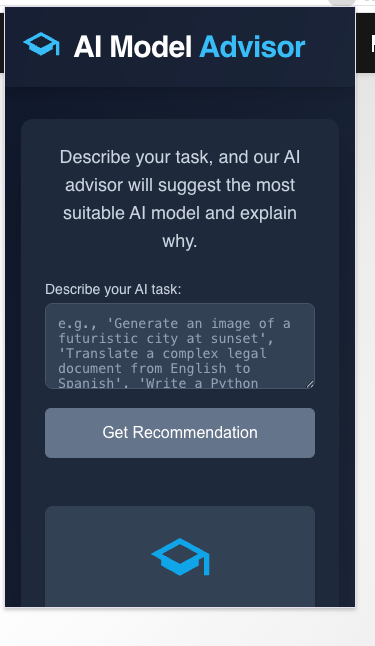 AI Model Advisor
Describe your task, and our AI
advisor will suggest the most
suitable AI model and explain
why.
Describe your AI task:
e.g., 'Generate an image of a
futuristic city at sunset',
'Translate a complex legal
document from English to
Spanish', 'Write a Python
Get Recommendation